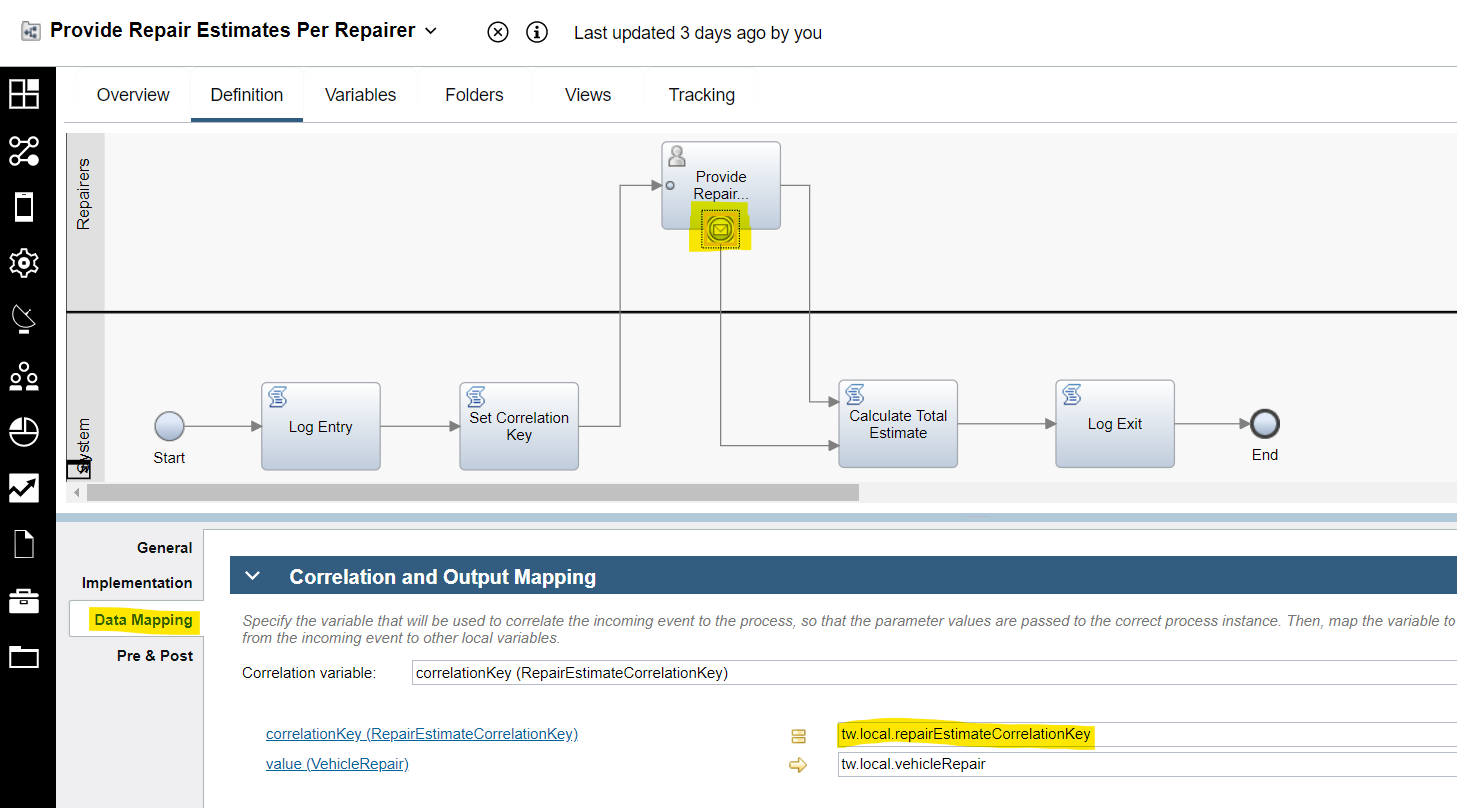 Provide Repair Estimates Per Repairer
Last updated 3 days ago by you
Overview
Definition
Variables
Folders
Views
Tracking
Repairers
Provide
Repair...
System
Start
Log Entry
Set Correlation
Key
Calculate Total
Estimate
Log Exit
End
General
Implementation
Data Mapping
Pre & Post
Correlation and Output Mapping
Specify the variable that will be used to correlate the incoming event to the process, so that the parameter values are passed to the correct process instance. Then, map the variable to
from the incoming event to other local variables.
Correlation variable:
correlationKey (RepairEstimateCorrelationKey)
correlationKey (RepairEstimateCorrelationKey)
tw.local.repairEstimateCorrelationKey
value (VehicleRepair)
tw.local.vehicleRepair